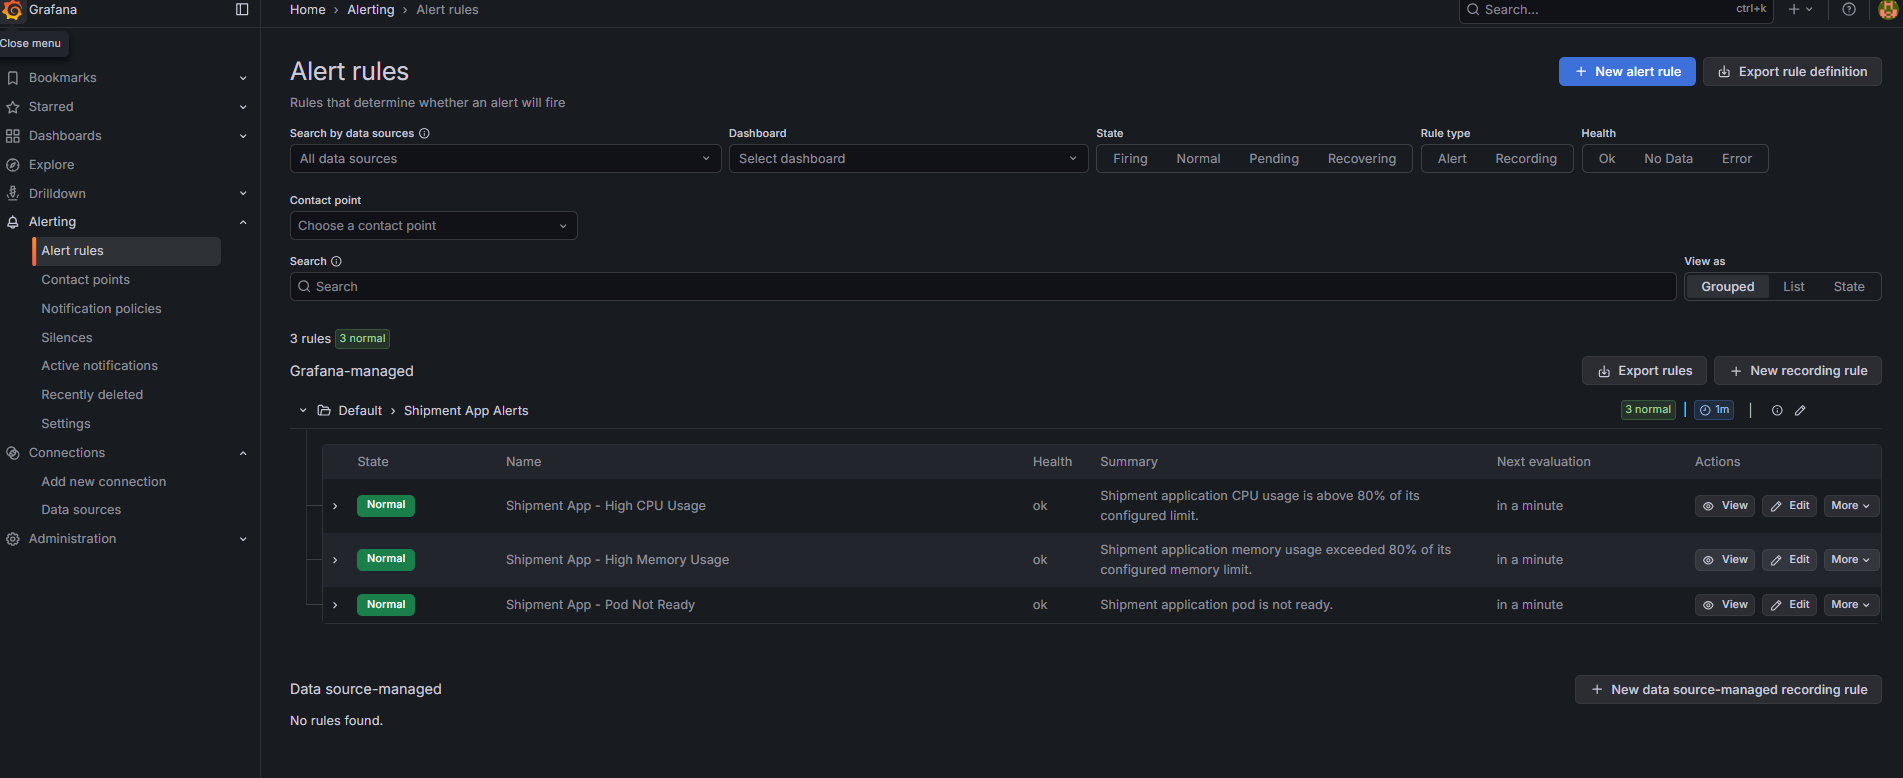 Grafana
Home › Alerting › Alert rules
Search...
ctrl+k
Close menu
Bookmarks
Starred
Dashboards
Explore
Drilldown
Alerting
Alert rules
Contact points
Notification policies
Silences
Active notifications
Recently deleted
Settings
Connections
Add new connection
Data sources
Administration
Alert rules
New alert rule
Export rule definition
Rules that determine whether an alert will fire
Search by data sources
All data sources
Dashboard
Select dashboard
State
Firing Normal Pending Recovering
Rule type
Alert Recording
Health
Ok No Data Error
Contact point
Choose a contact point
Search
Search
View as
Grouped List State
3 rules 3 normal
Grafana-managed
Export rules
New recording rule
Default › Shipment App Alerts
3 normal | 1m |
State Name Health Summary Next evaluation Actions
Normal Shipment App - High CPU Usage ok Shipment application CPU usage is above 80% of its
configured limit.
in a minute View Edit More
Normal Shipment App - High Memory Usage ok Shipment application memory usage exceeded 80% of its
configured memory limit.
in a minute View Edit More
Normal Shipment App - Pod Not Ready ok Shipment application pod is not ready. in a minute View Edit More
Data source-managed
New data source-managed recording rule
No rules found.